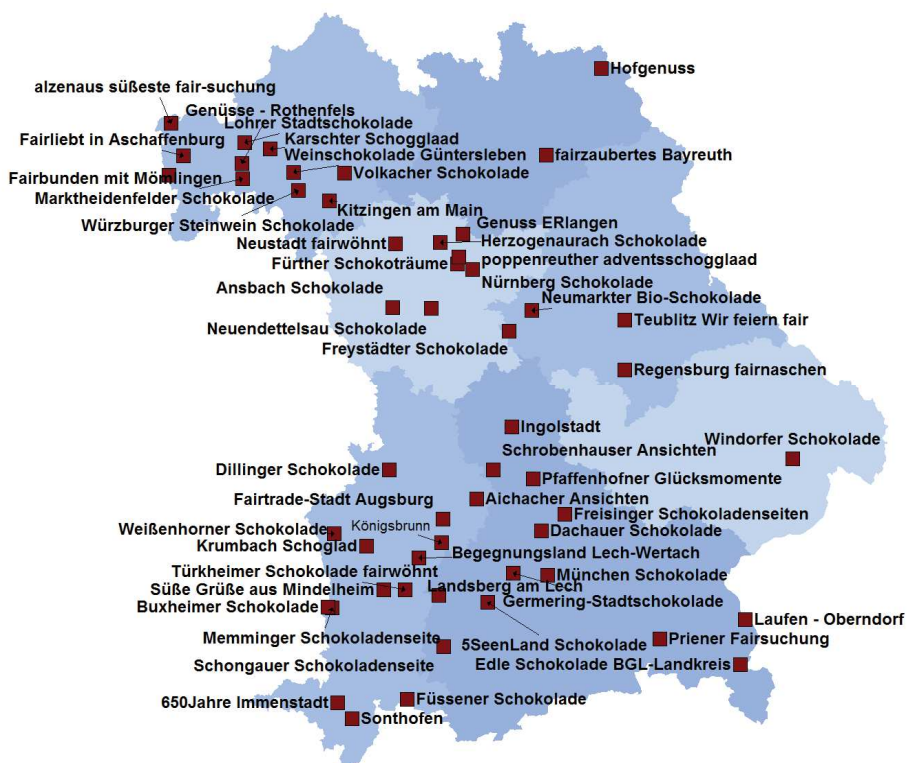 Hofgenuss
alzenaus süßeste fair-suchung
Genüsse - Rothenfels
Lohrer Stadtschokolade
Fairliebt in Aschaffenburg
Karschter Schogglaad
Weinschokolade Güntersleben
fairzaubertes Bayreuth
Volkacher Schokolade
Fairbunden mit Mömlingen
Marktheidenfelder Schokolade
Kitzingen am Main
Würzburger Steinwein Schokolade
Genuss ERlangen
Neustadt fairwöhnt
Herzogenaurach Schokolade
Fürther Schokoträume
poppenreuther adventsschogglaad
Nürnberg Schokolade
Ansbach Schokolade
Neumarkter Bio-Schokolade
Teublitz Wir feiern fair
Neuendettelsau Schokolade
Freystädter Schokolade
Regensburg fairnaschen
Ingolstadt
Windorfer Schokolade
Schrobenhauser Ansichten
Dillinger Schokolade
Pfaffenhofner Glücksmomente
Fairtrade-Stadt Augsburg
Aichacher Ansichten
Freisinger Schokoladenseiten
Weißenhorner Schokolade
Königsbrunn
Dachauer Schokolade
Krumbach Schoglad
Begegnungsland Lech-Wertach
Türkheimer Schokolade fairwöhnt
München Schokolade
Süße Grüße aus Mindelheim
Landsberg am Lech
Buxheimer Schokolade
Germering-Stadtschokolade
Laufen - Oberndorf
Memminger Schokoladenseite
5SeenLand Schokolade
Priener Fairsuchung
Schongauer Schokoladenseite
Edle Schokolade BGL-Landkreis
650Jahre Immenstadt
Füssener Schokolade
Sonthofen